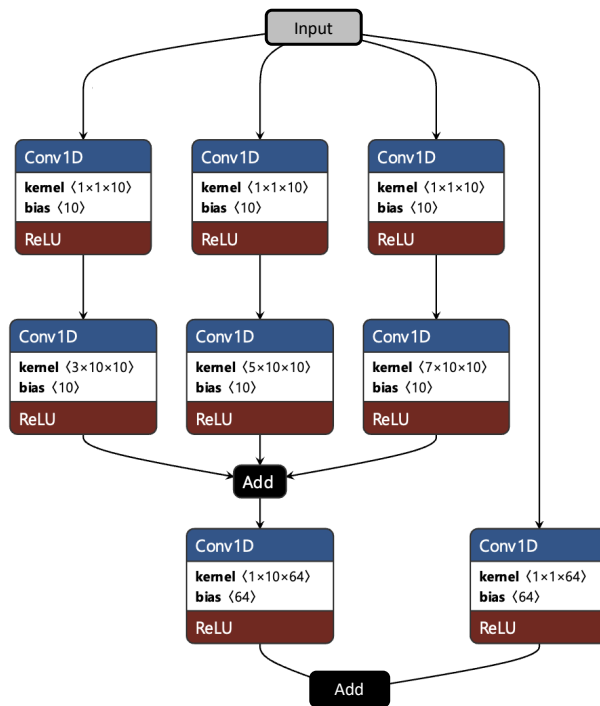 Input
Conv1D
kernel〈1×1×10〉
bias〈10〉
ReLU
Conv1D
kernel〈1×1×10〉
bias〈10〉
ReLU
Conv1D
kernel〈1×1×10〉
bias〈10〉
ReLU
Conv1D
kernel〈3×10×10〉
bias〈10〉
ReLU
Conv1D
kernel〈5×10×10〉
bias〈10〉
ReLU
Conv1D
kernel〈7×10×10〉
bias〈10〉
ReLU
Add
Conv1D
kernel〈1×10×64〉
bias〈64〉
ReLU
Conv1D
kernel〈1×1×64〉
bias〈64〉
ReLU
Add